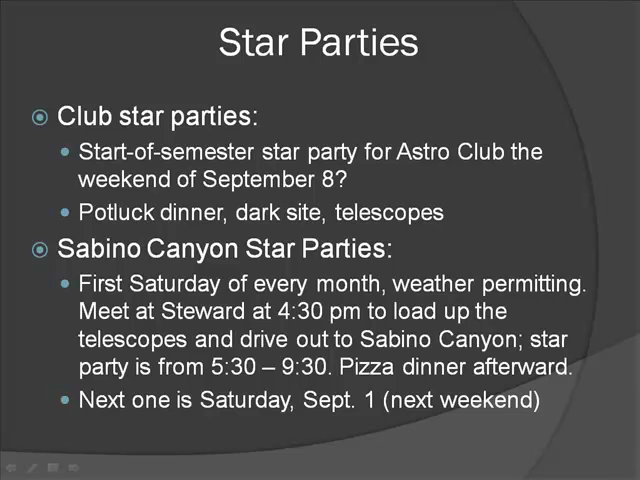 Star Parties
Club star parties:
Start-of-semester star party for Astro Club the
weekend of September 8?
Potluck dinner, dark site, telescopes
Sabino Canyon Star Parties:
First Saturday of every month, weather permitting.
Meet at Steward at 4:30 pm to load up the
telescopes and drive out to Sabino Canyon; star
party is from 5:30 – 9:30. Pizza dinner afterward.
Next one is Saturday, Sept. 1 (next weekend)